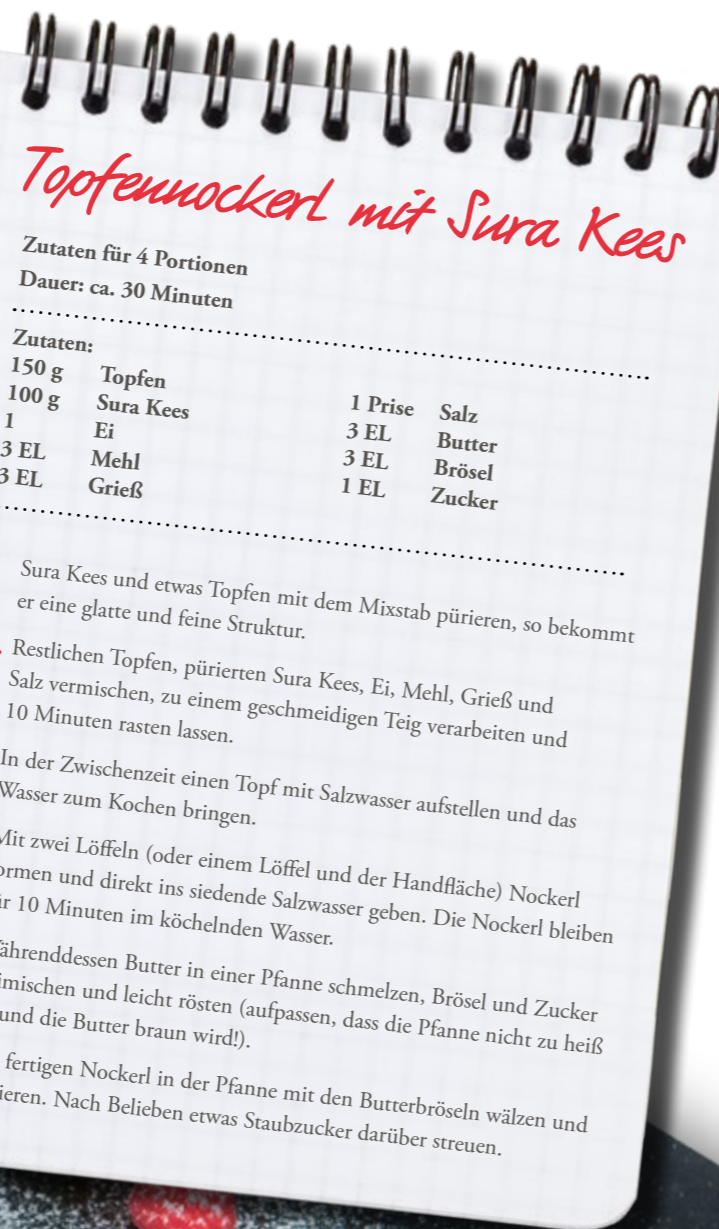 Topfennockerl mit Sura Kees
Zutaten für 4 Portionen
Dauer: ca. 30 Minuten
Zutaten:
150 g Topfen
100 g Sura Kees
1 Ei
3 EL Mehl
3 EL Grieß
1 Prise Salz
3 EL Butter
3 EL Brösel
1 EL Zucker
Sura Kees und etwas Topfen mit dem Mixstab pürieren, so bekommt
er eine glatte und feine Struktur.
Restlichen Topfen, pürierten Sura Kees, Ei, Mehl, Grieß und
Salz vermischen, zu einem geschmeidigen Teig verarbeiten und
10 Minuten rasten lassen.
In der Zwischenzeit einen Topf mit Salzwasser aufstellen und das
Wasser zum Kochen bringen.
Mit zwei Löffeln (oder einem Löffel und der Handfläche) Nockerl
ormen und direkt ins siedende Salzwasser geben. Die Nockerl bleiben
ür 10 Minuten im köchelnden Wasser.
ährenddessen Butter in einer Pfanne schmelzen, Brösel und Zucker
imischen und leicht rösten (aufpassen, dass die Pfanne nicht zu heiß
und die Butter braun wird!).
fertigen Nockerl in der Pfanne mit den Butterbröseln wälzen und
ieren. Nach Belieben etwas Staubzucker darüber streuen.